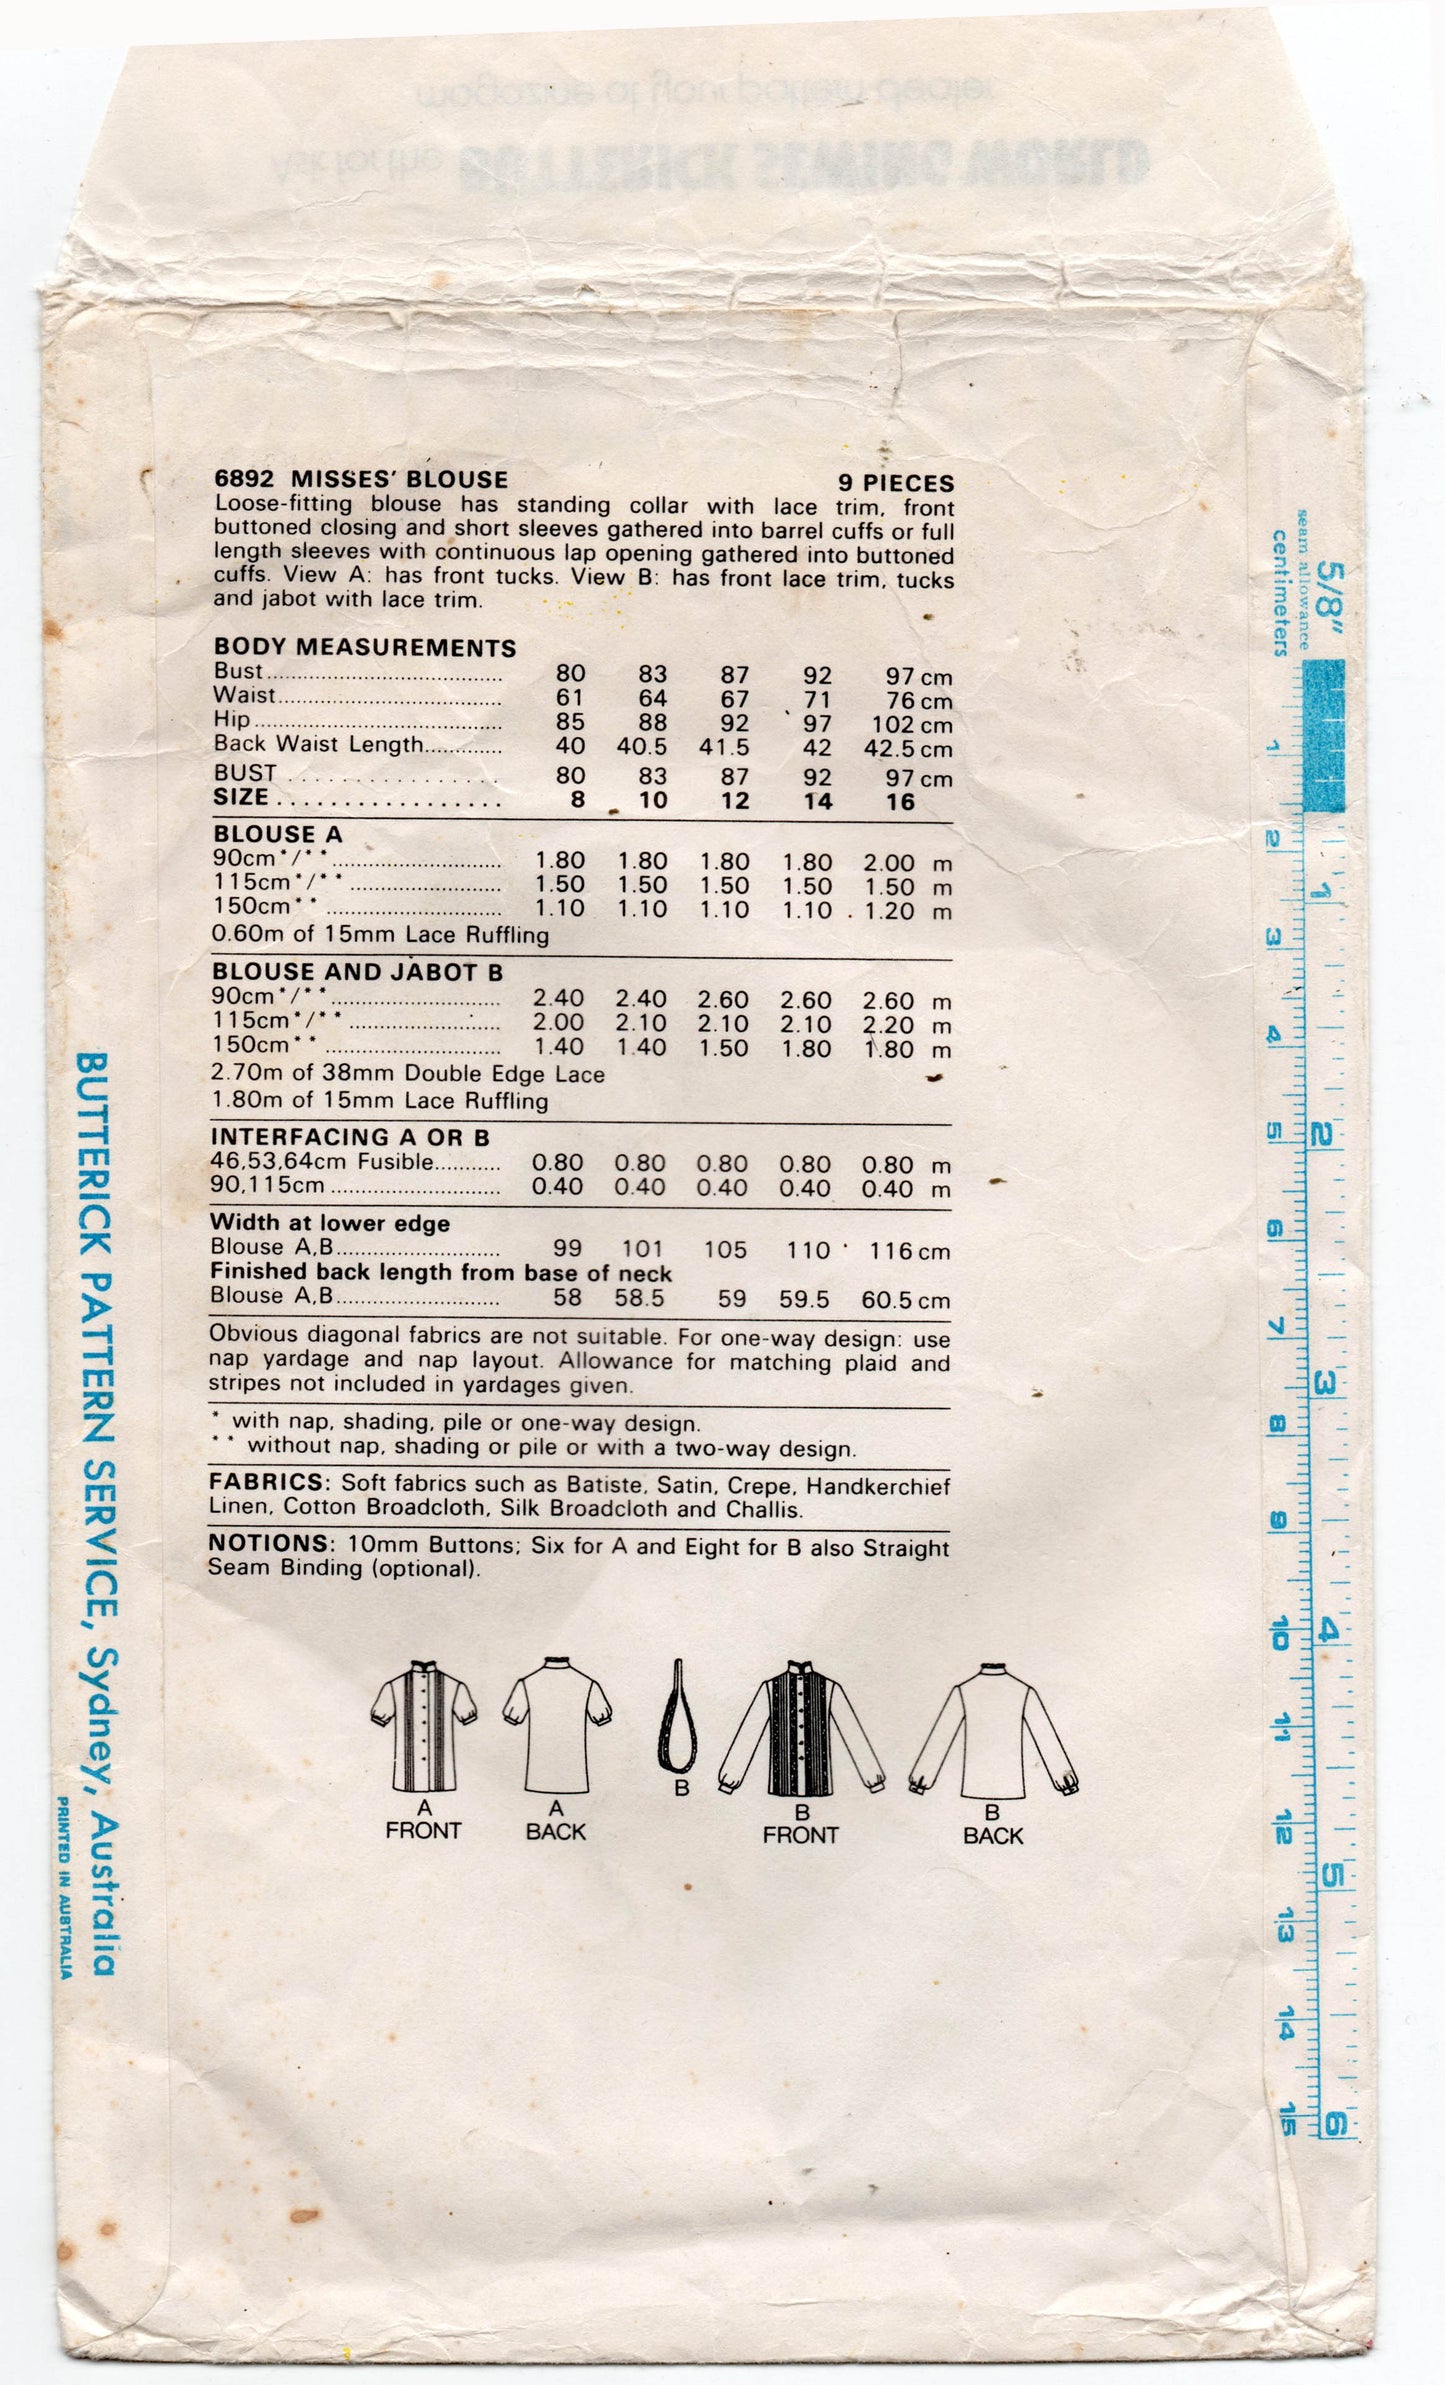 magazine at your pattern dealer
Ask for the BUTTERICK SEWING WORLD
6892 MISSES' BLOUSE 9 PIECES
Loose-fitting blouse has standing collar with lace trim, front
buttoned closing and short sleeves gathered into barrel cuffs or full
length sleeves with continuous lap opening gathered into buttoned
cuffs. View A: has front tucks. View B: has front lace trim, tucks
and jabot with lace trim.
BODY MEASUREMENTS
Bust........................................ 80 83 87 92 97 cm
Waist...................................... 61 64 67 71 76 cm
Hip......................................... 85 88 92 97 102 cm
Back Waist Length............ 40 40.5 41.5 42 42.5 cm
BUST ................ 80 83 87 92 97 cm
SIZE ................. 8 10 12 14 16
BLOUSE A
90cm*/** ............................ 1.80 1.80 1.80 1.80 2.00 m
115cm*/** ......................... 1.50 1.50 1.50 1.50 1.50 m
150cm** ............................. 1.10 1.10 1.10 1.10 1.20 m
0.60m of 15mm Lace Ruffling
BLOUSE AND JABOT B
90cm*/** ............................ 2.40 2.40 2.60 2.60 2.60 m
115cm*/** ......................... 2.00 2.10 2.10 2.10 2.20 m
150cm** ............................. 1.40 1.40 1.50 1.80 1.80 m
2.70m of 38mm Double Edge Lace
1.80m of 15mm Lace Ruffling
INTERFACING A OR B
46,53,64cm Fusible........... 0.80 0.80 0.80 0.80 0.80 m
90,115cm ............................ 0.40 0.40 0.40 0.40 0.40 m
Width at lower edge
Blouse A,B........................... 99 101 105 110 116 cm
Finished back length from base of neck
Blouse A,B........................... 58 58.5 59 59.5 60.5 cm
Obvious diagonal fabrics are not suitable. For one-way design: use
nap yardage and nap layout. Allowance for matching plaid and
stripes not included in yardages given.
* with nap, shading, pile or one-way design.
** without nap, shading or pile or with a two-way design.
FABRICS: Soft fabrics such as Batiste, Satin, Crepe, Handkerchief
Linen, Cotton Broadcloth, Silk Broadcloth and Challis.
NOTIONS: 10mm Buttons; Six for A and Eight for B also Straight
Seam Binding (optional).
A
FRONT
A
BACK
B
B
FRONT
B
BACK
BUTTERICK PATTERN SERVICE, Sydney, Australia
PRINTED IN AUSTRALIA
5/8"
seam allowance
centimeters
1 2 3 4 5 6 7 8 9 10 11 12 13 14 15
1 2 3 4 5 6